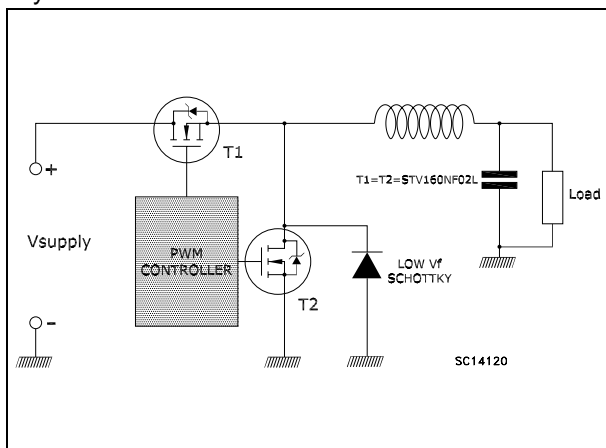 T1
+
T1=T2=STV160NF02L
Load
Vsupply
PWM
CONTROLLER
LOW Vf
SCHOTTKY
T2
-
SC14120